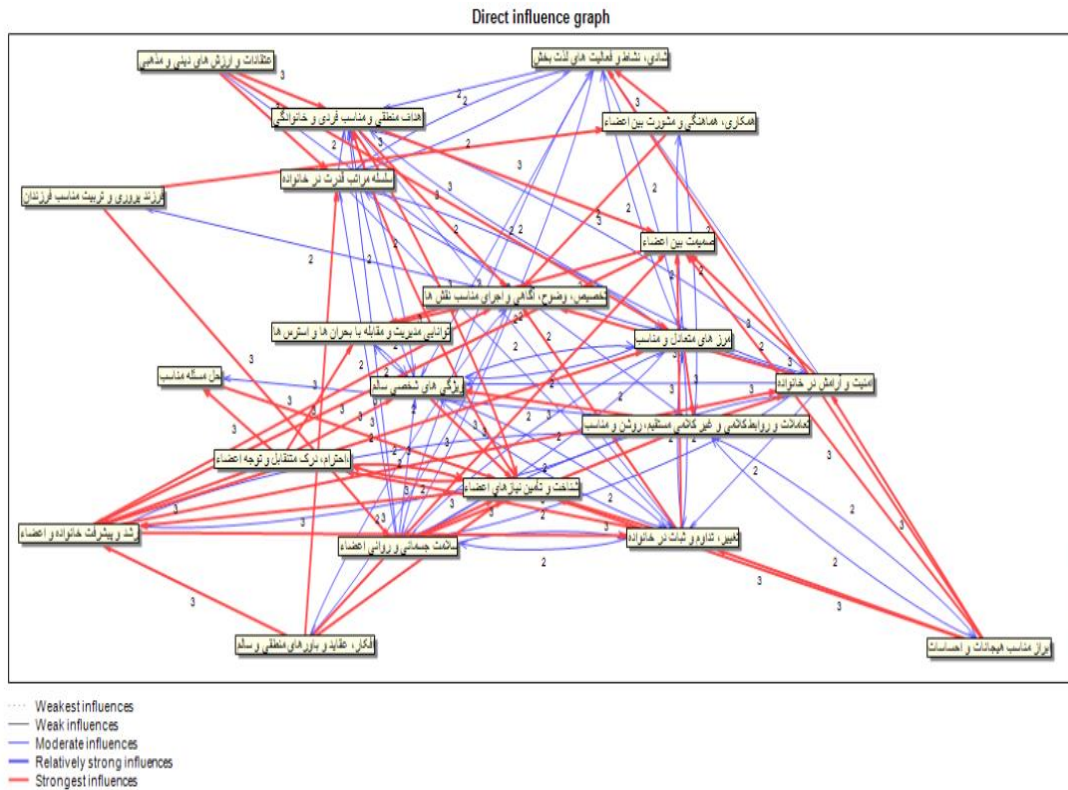 Direct influence graph
عتقادات و ارزش های دینی و مذهبی
شادی، نشاط و فعالیت های لذت بخش
هداف منطقی و مناسب فردی و خانوادگی
همکاری، هماهنگی و مشورت بین اعضاء
سلسله مراتب قدرت در خانواده
فرزند پروری و تربیت مناسب فرزندان
صمیمت بین اعضاء
تخصیص، وضوح، آگاهی و اجرای مناسب نقش ها
توانایی مدیریت و مقابله با بحران ها و استرس ها
مرز های متعادل و مناسب
حل مسئله مناسب
ویژگی های شخصی سالم
امنیت و آرامش در خانواده
تعاملات و روابط کلامی و غیر کلامی مستقیم، روشن و مناسب
احترام، درک متتقابل و توجه اعضاء،
شناخت و تأمین نیازهای اعضاء
رشد و پیشرفت خانواده و اعضاء
سلامت جسمانی و روانی اعضاء
تغییر، تداوم و ثبات در خانواده
افکار، عقاید و باورهای منطقی و سالم
ابراز مناسب هیجانات و احساسات
Weakest influences
Weak influences
Moderate influences
Relatively strong influences
Strongest influences